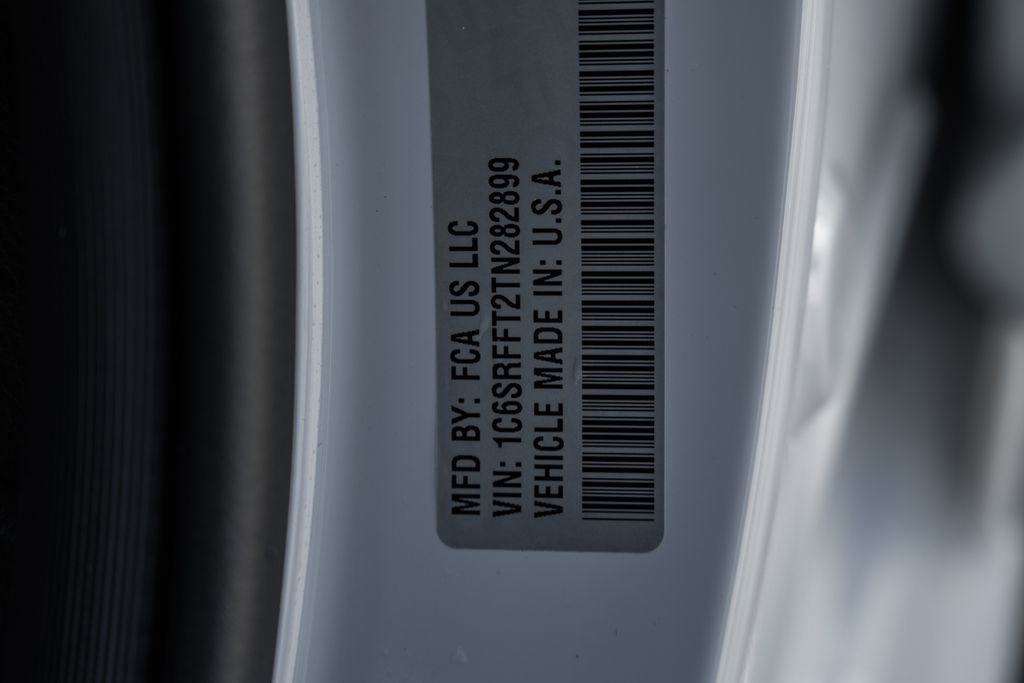 MFD BY: FCA US LLC
VIN: 1C6SRFFT2TN282899
VEHICLE MADE IN: U.S.A.